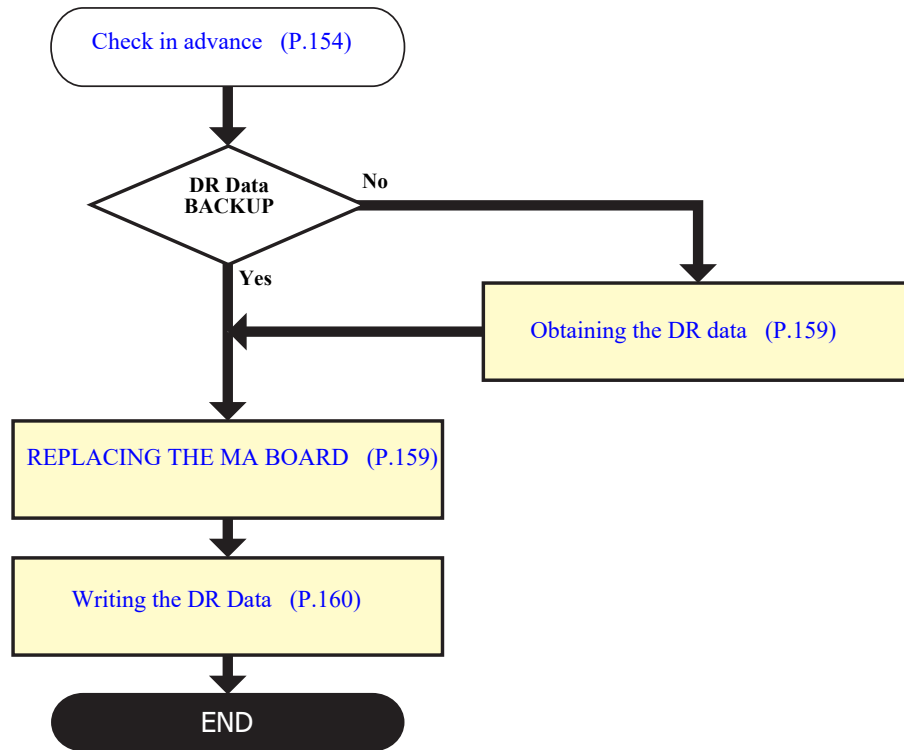 Check in advance (P.154)
DR Data
BACKUP
No
Yes
Obtaining the DR data (P.159)
REPLACING THE MA BOARD (P.159)
Writing the DR Data (P.160)
END